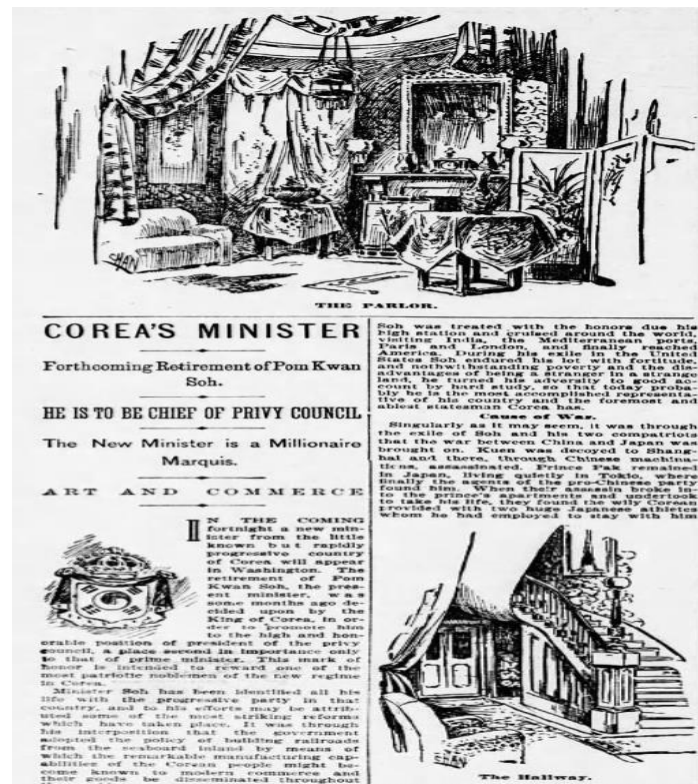 SHAN
THE PARLOR.
COREA'S MINISTER
Forthcoming Retirement of Pom Kwan
Soh.
HE IS TO BE CHIEF OF PRIVY COUNCIL
The New Minister is a Millionaire
Marquis.
ART AND COMMERCE
IN THE COMING
fortnight a new min-
ister from the little
known but rapidly
progressive country
of Corea will appear
in Washington. The
retirement of Pom
Kwan Soh, the pres-
ent minister, was
some months ago de-
cided upon by the
King of Corea, in or-
der to promote him
to the high and hon-
orable position of president of the privy
council, a place second in importance only
to that of prime minister. This mark of
honor is intended to reward one of the
most patriotic noblemen of the new regime
in Corea.
Minister Soh has been identified all his
life with the progressive party in that
country, and to his efforts may be attrib-
uted some of the most striking reforms
which have taken place. It was through
his interposition that the government
adopted the policy of building railroads
from the seaboard inland by means of
which the remarkable manufacturing cap-
abilities of the Corean people might be-
come known to modern commerce and
their goods be disseminated throughout
Soh was treated with the honors due his
high station and cruised around the world,
visiting India, the Mediterranean ports,
Paris and London, and finally reached
America. During his exile in the United
States Soh endured his lot with fortitude,
and nothwithstanding poverty and the dis-
advantages of being a stranger in a strange
land, he turned his adversity to good ac-
count by hard study, so that today proba-
bly he is the most accomplished representa-
tive of his country and the foremost and
ablest statesman Corea has.
Cause of War.
Singularly as it may seem, it was through
the exile of Soh and his two compatriots
that the war between China and Japan was
brought on. Kuen was decoyed to Shang-
hai and there, through Chinese machina-
tions, assassinated. Prince Pak remained
in Japan, living quietly in Tokio, where
finally the agents of the pro-Chinese party
found him. When their assassin broke in-
to the prince's apartments and undertook
to take his life, they found the wily Corean
provided with two huge Japanese athletes
whom he had employed to stay with him
SHAN
The Hallway.